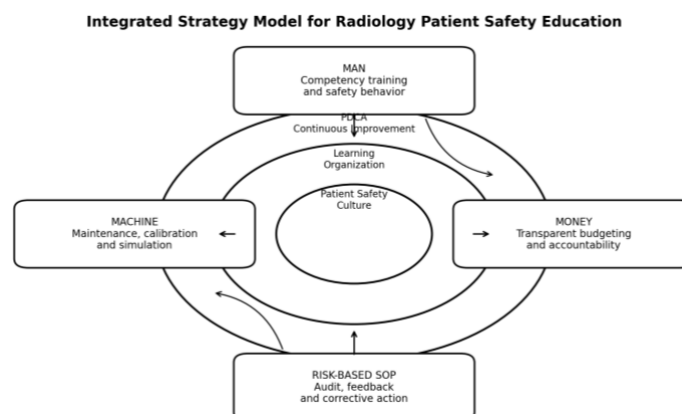 Integrated Strategy Model for Radiology Patient Safety Education
MAN
Competency training
and safety behavior
PDCA
Continuous Improvement
Learning
Organization
Patient Safety
Culture
MACHINE
Maintenance, calibration
and simulation
MONEY
Transparent budgeting
and accountability
RISK-BASED SOP
Audit, feedback
and corrective action